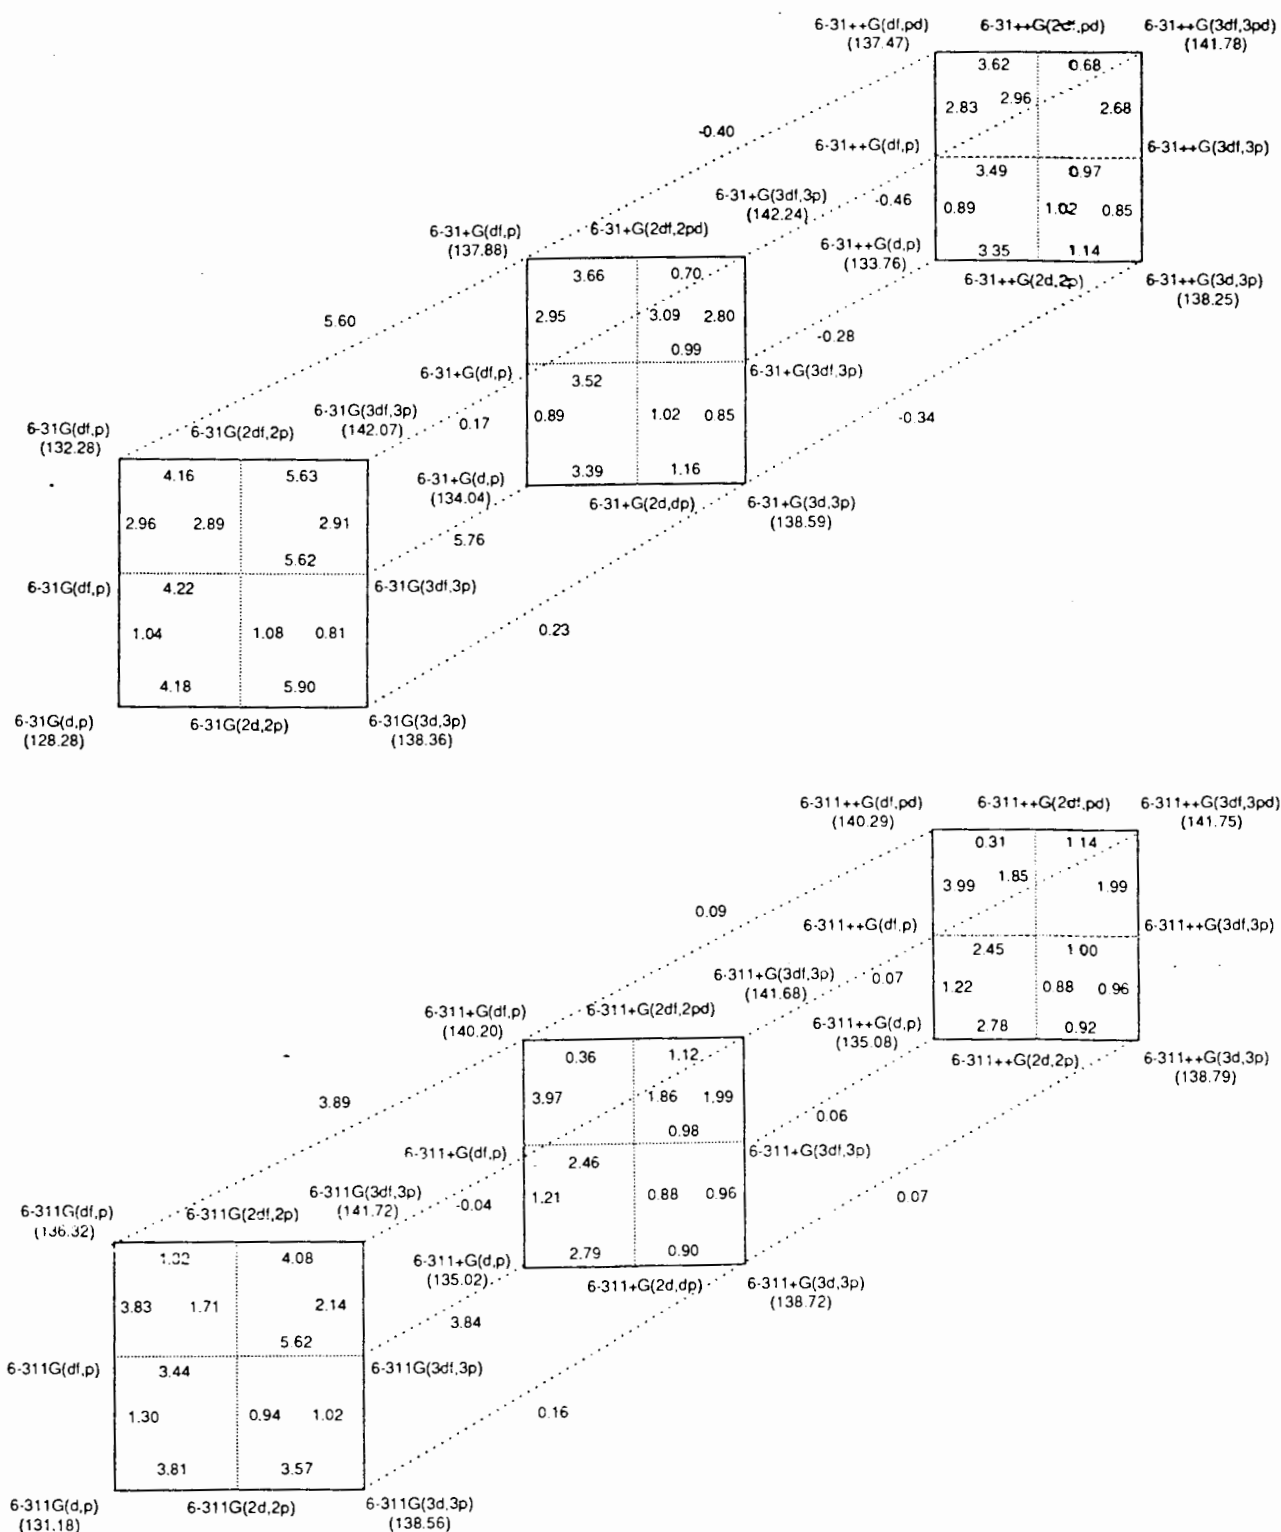 6-31++G(df,pd) 6-31++G(2df,pd) 6-31++G(3df,3pd)
(137.47) (141.78)
3.62 0.68
2.83 2.96 2.68
-0.40
6-31++G(df,p) 6-31++G(3df,3p)
3.49 0.97
6-31+G(3df,3p) -0.46
(142.24)
0.89 1.02 0.85
6-31+G(df,p) 6-31+G(2df,2pd) 6-31++G(d,p)
(137.88) (133.76)
3.35 1.14
6-31++G(2d,2p) 6-31++G(3d,3p)
(138.25)
3.66 0.70
5.60 2.95 3.09 2.80
-0.28
0.99
6-31+G(df,p) 6-31+G(3df,3p)
3.52
6-31G(3df,3p) 0.17
(142.07)
0.89 1.02 0.85 -0.34
6-31G(df,p) 6-31G(2df,2p)
(132.28)
3.39 1.16
4.16 5.63 6-31+G(d,p)
(134.04)
6-31+G(2d,dp) 6-31+G(3d,3p)
(138.59)
2.96 2.89 2.91
5.76
5.62
6-31G(df,p) 6-31G(3df,3p)
4.22
1.04 1.08 0.81 0.23
4.18 5.90
6-31G(d,p) 6-31G(2d,2p) 6-31G(3d,3p)
(128.28) (138.36)
6-311++G(df,pd) 6-311++G(2df,pd) 6-311++G(3df,3pd)
(140.29) (141.75)
0.31 1.14
3.99 1.85 1.99
0.09
6-311++G(df,p) 6-311++G(3df,3p)
2.45 1.00
6-311+G(3df,3p) 0.07
(141.68)
1.22 0.88 0.96
6-311+G(df,p) 6-311+G(2df,2pd) 6-311++G(d,p)
(140.20) (135.08)
2.78 0.92
6-311++G(2d,2p) 6-311++G(3d,3p)
(138.79)
0.36 1.12
3.89 3.97 1.86 1.99
0.06
0.98
6-311+G(df,p) 6-311+G(3df,3p)
2.46
6-311G(3df,3p) -0.04
(141.72)
1.21 0.88 0.96 0.07
6-311G(df,p) 6-311G(2df,2p)
(136.32)
2.79 0.90
4.08 6-311+G(d,p)
(135.02)
6-311+G(2d,dp) 6-311+G(3d,3p)
(138.72)
3.83 1.71 2.14
3.84
5.62
6-311G(df,p) 6-311G(3df,3p)
3.44
1.30 0.94 1.02 0.16
3.81 3.57
6-311G(d,p) 6-311G(2d,2p) 6-311G(3d,3p)
(131.18) (138.56)